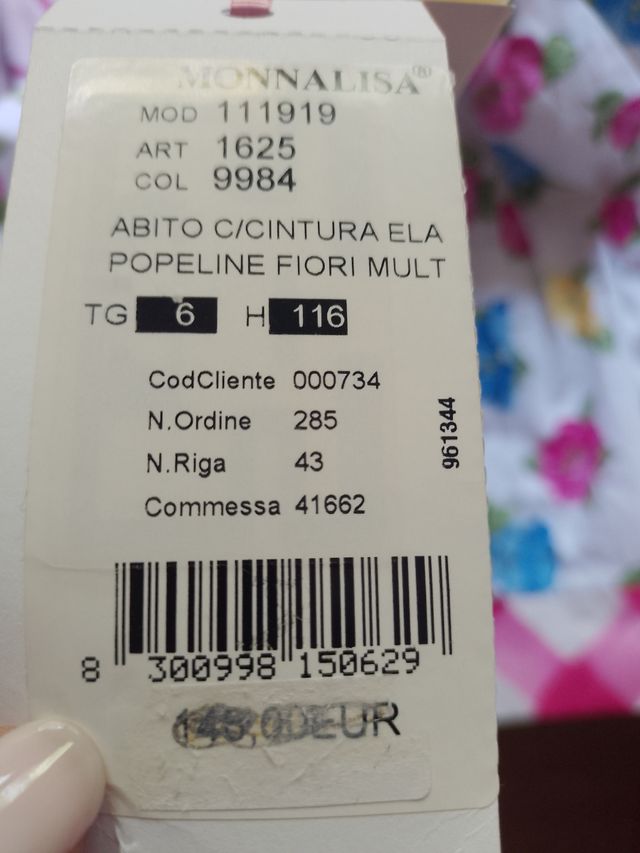 MONNALISA®
MOD 111919
ART 1625
COL 9984
ABITO C/CINTURA ELA
POPELINE FIORI MULT
TG 6 H 116
CodCliente 000734
N.Ordine 285
N.Riga 43
Commessa 41662
961344
8 300998 150629
EUR